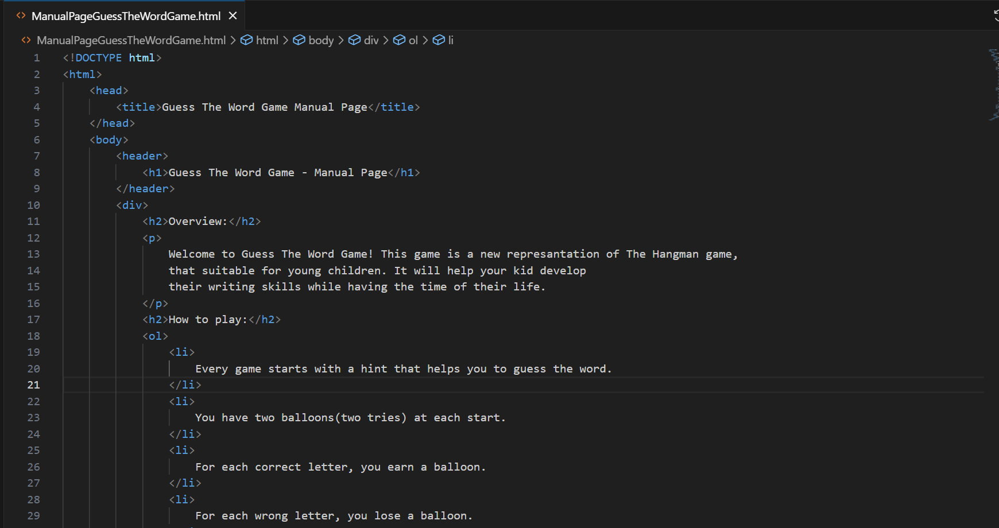 ManualPageGuessTheWordGame.html
ManualPageGuessTheWordGame.html > html > body > div > ol > li
1 <!DOCTYPE html>
2 <html>
3 <head>
4 <title>Guess The Word Game Manual Page</title>
5 </head>
6 <body>
7 <header>
8 <h1>Guess The Word Game - Manual Page</h1>
9 </header>
10 <div>
11 <h2>Overview:</h2>
12 <p>
13 Welcome to Guess The Word Game! This game is a new represantation of The Hangman game,
14 that suitable for young children. It will help your kid develop
15 their writing skills while having the time of their life.
16 </p>
17 <h2>How to play:</h2>
18 <ol>
19 <li>
20 Every game starts with a hint that helps you to guess the word.
21 </li>
22 <li>
23 You have two balloons(two tries) at each start.
24 </li>
25 <li>
26 For each correct letter, you earn a balloon.
27 </li>
28 <li>
29 For each wrong letter, you lose a balloon.